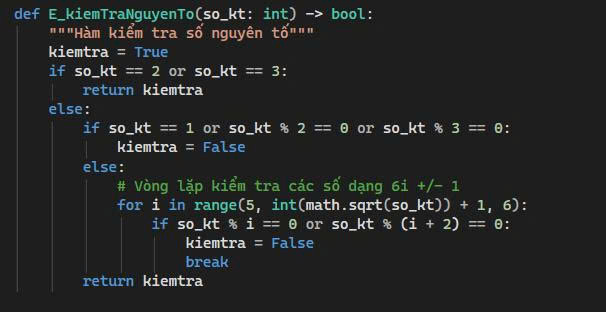 def E_kiemTraNguyenTo(so_kt: int) -> bool:
    """Hàm kiểm tra số nguyên tố"""
    kiemtra = True
    if so_kt == 2 or so_kt == 3:
        return kiemtra
    else:
        if so_kt == 1 or so_kt % 2 == 0 or so_kt % 3 == 0:
            kiemtra = False
        else:
            # Vòng lặp kiểm tra các số dạng 6i +/- 1
            for i in range(5, int(math.sqrt(so_kt)) + 1, 6):
                if so_kt % i == 0 or so_kt % (i + 2) == 0:
                    kiemtra = False
                    break
        return kiemtra